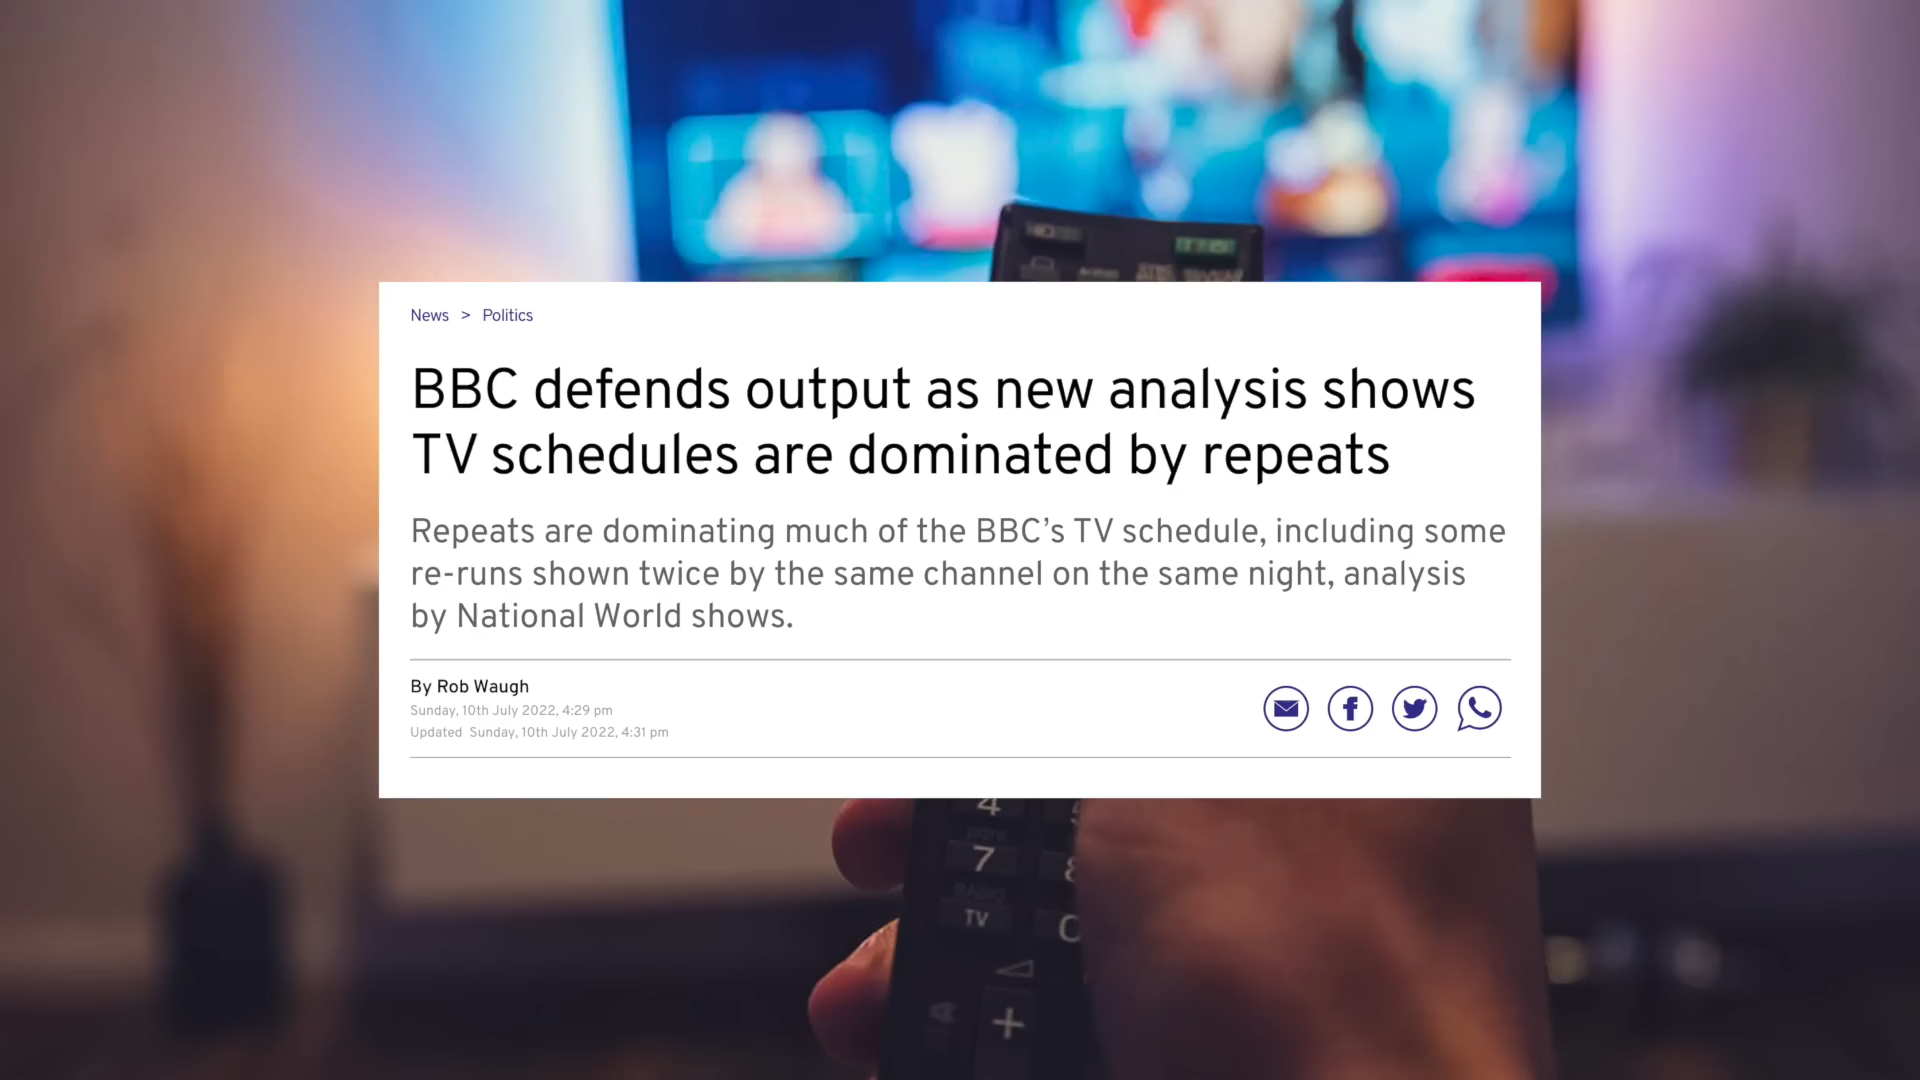 News > Politics
BBC defends output as new analysis shows
TV schedules are dominated by repeats
Repeats are dominating much of the BBC’s TV schedule, including some
re-runs shown twice by the same channel on the same night, analysis
by National World shows.
By Rob Waugh
Sunday, 10th July 2022, 4:29 pm
Updated Sunday, 10th July 2022, 4:31 pm
4
7
RADIO
TV
+